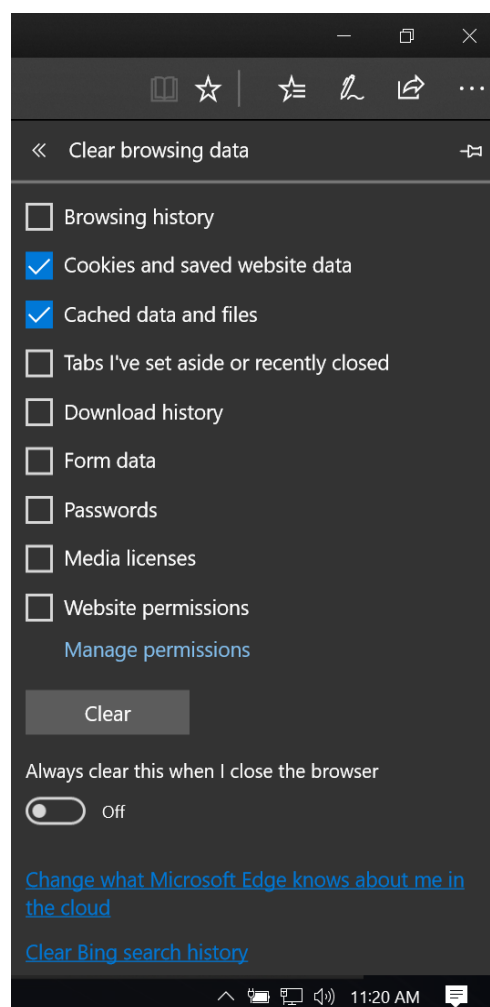 Clear browsing data
Browsing history
Cookies and saved website data
Cached data and files
Tabs I've set aside or recently closed
Download history
Form data
Passwords
Media licenses
Website permissions
Manage permissions
Clear
Always clear this when I close the browser
Off
Change what Microsoft Edge knows about me in
the cloud
Clear Bing search history
11:20 AM